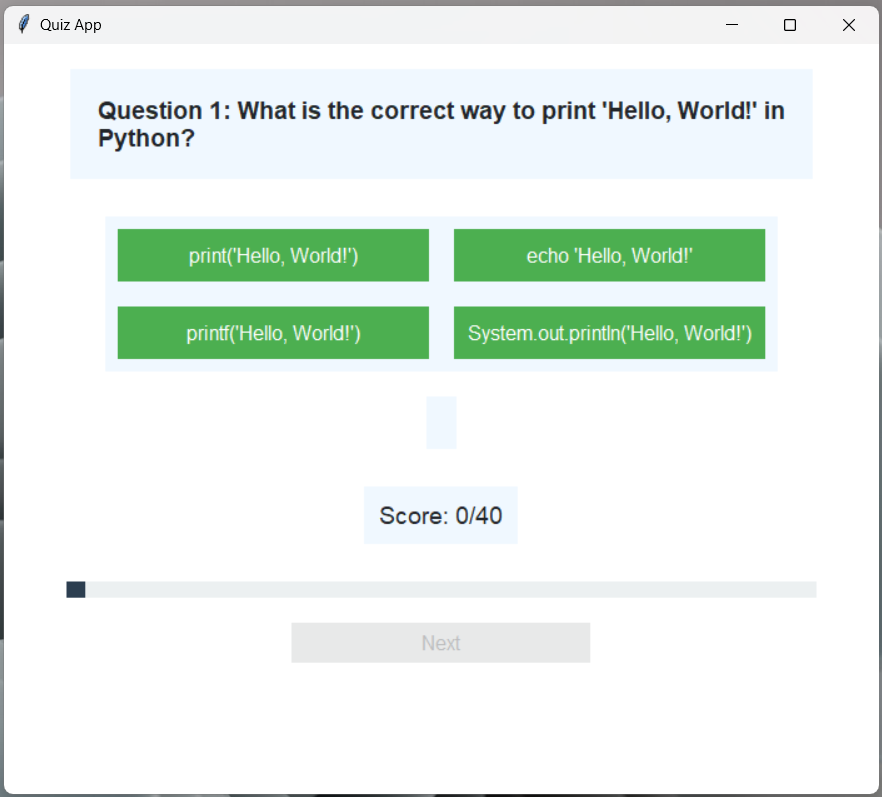 Quiz App
Question 1: What is the correct way to print 'Hello, World!' in
Python?
print('Hello, World!')
echo 'Hello, World!'
printf('Hello, World!')
System.out.println('Hello, World!')
Score: 0/40
Next